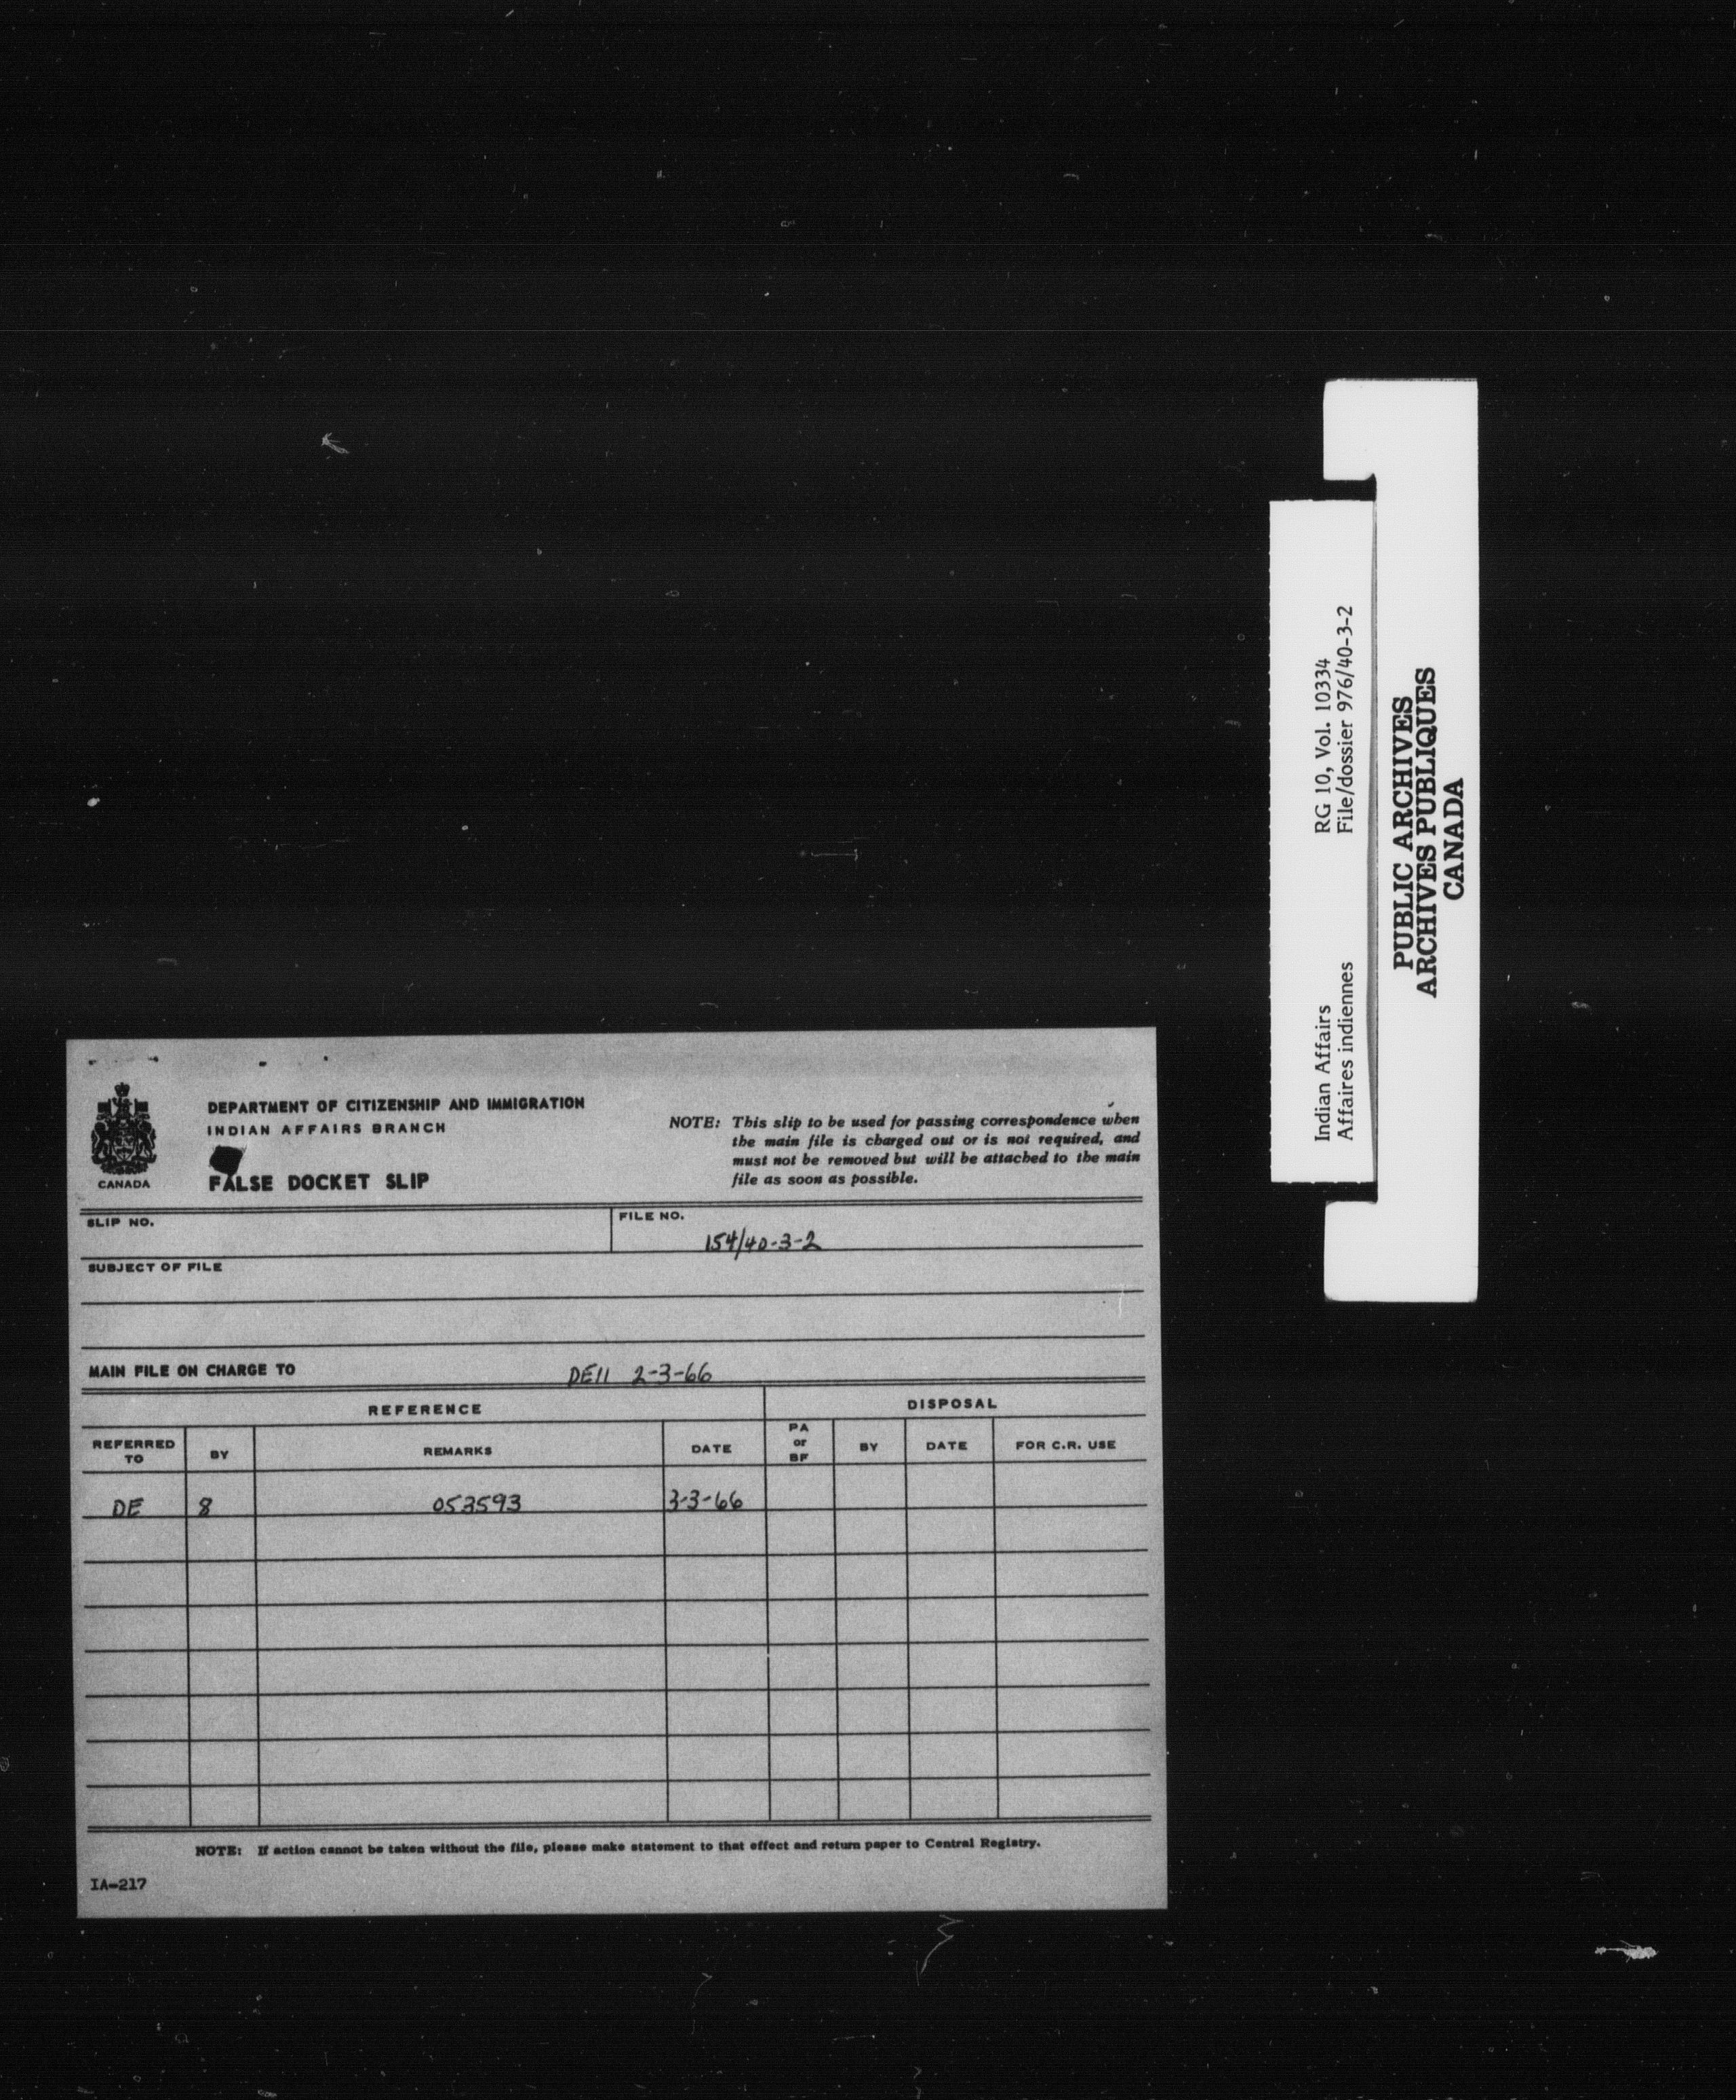 DEPARTMENT OF CITIZENSHIP AND IMMIGRATION
INDIAN AFFAIRS BRANCH
FALSE DOCKET SLIP
CANADA
NOTE: This slip to be used for passing correspondence when
the main file is charged out or is not required, and
must not be removed but will be attached to the main
file as soon as possible.
SLIP NO.
FILE NO.
154/40-3-2
SUBJECT OF FILE
MAIN FILE ON CHARGE TO DE11 2-3-66
REFERENCE DISPOSAL
REFERRED TO BY REMARKS DATE PA or BF BY DATE FOR C.R. USE
DE 8 053593 3-3-66
NOTE: If action cannot be taken without the file, please make statement to that effect and return paper to Central Registry.
IA-217
Indian Affairs RG 10, Vol. 10334
Affaires indiennes File/dossier 976/40-3-2
PUBLIC ARCHIVES
ARCHIVES PUBLIQUES
CANADA